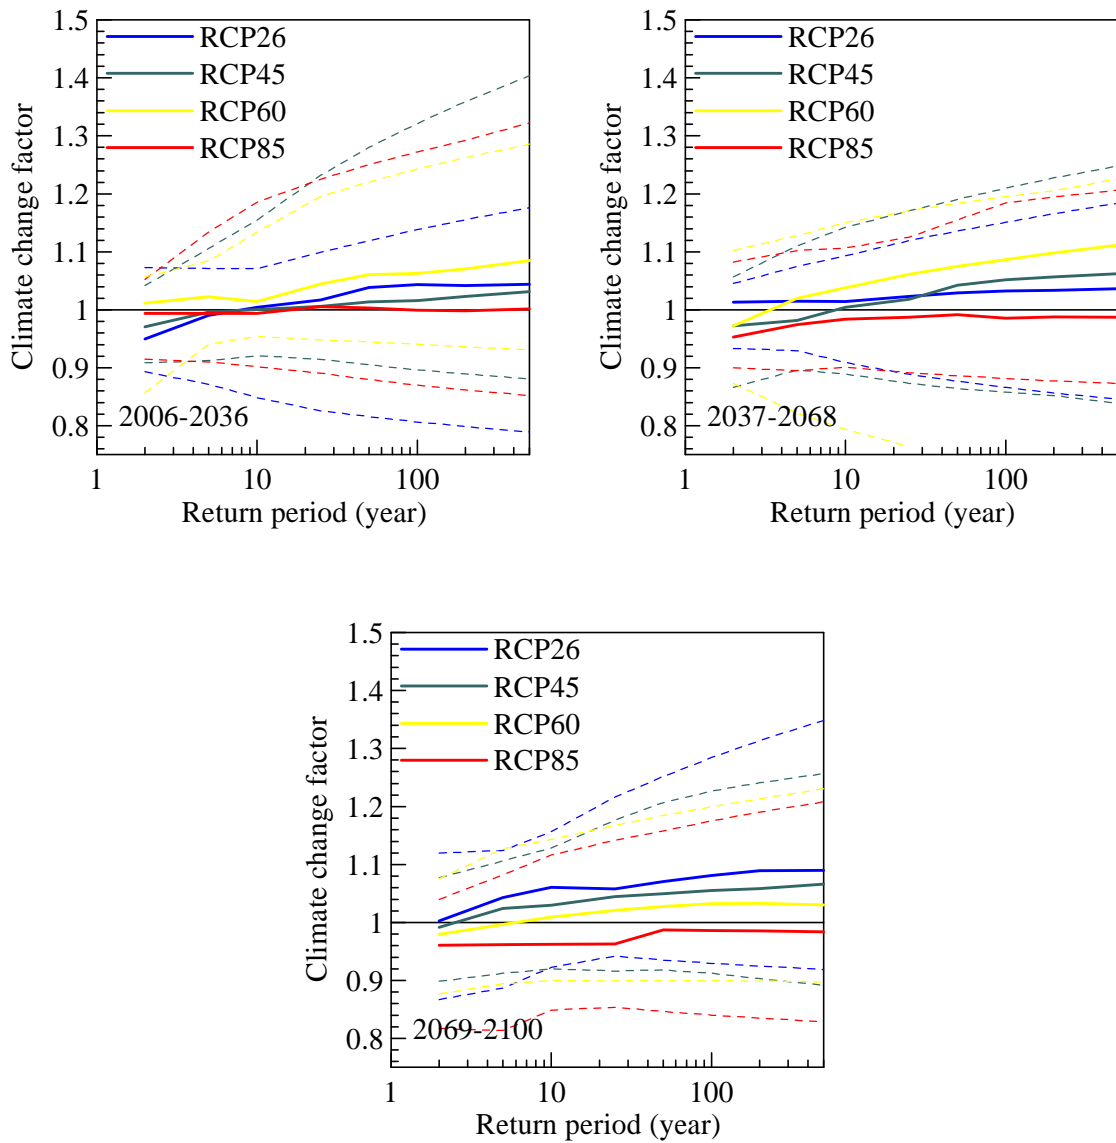 1.5
1.4
1.3
1.2
1.1
1
0.9
0.8
Climate change factor
RCP26
RCP45
RCP60
RCP85
2006-2036
1 10 100
Return period (year)
1.5
1.4
1.3
1.2
1.1
1
0.9
0.8
Climate change factor
RCP26
RCP45
RCP60
RCP85
2037-2068
1 10 100
Return period (year)
1.5
1.4
1.3
1.2
1.1
1
0.9
0.8
Climate change factor
RCP26
RCP45
RCP60
RCP85
2069-2100
1 10 100
Return period (year)